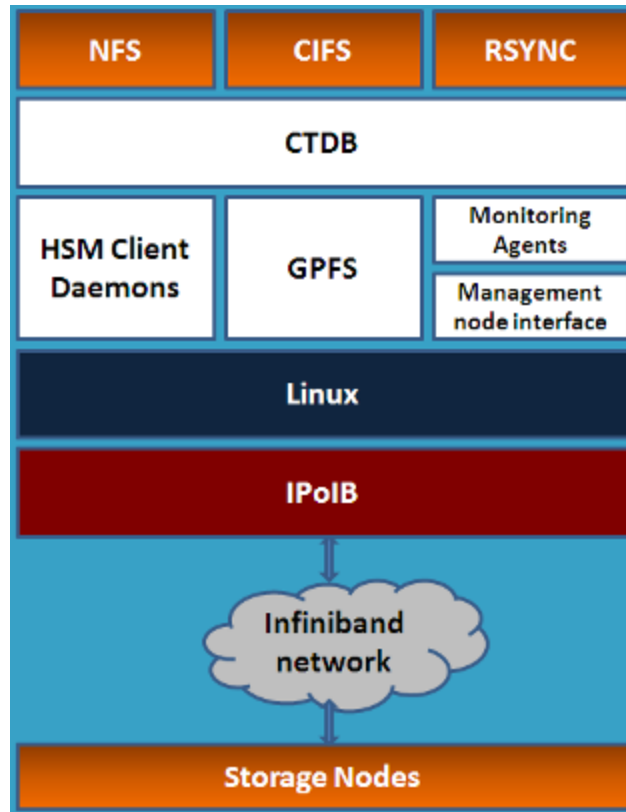 NFS
CIFS
RSYNC
CTDB
HSM Client
Daemons
GPFS
Monitoring
Agents
Management
node interface
Linux
IPoIB
Infiniband
network
Storage Nodes